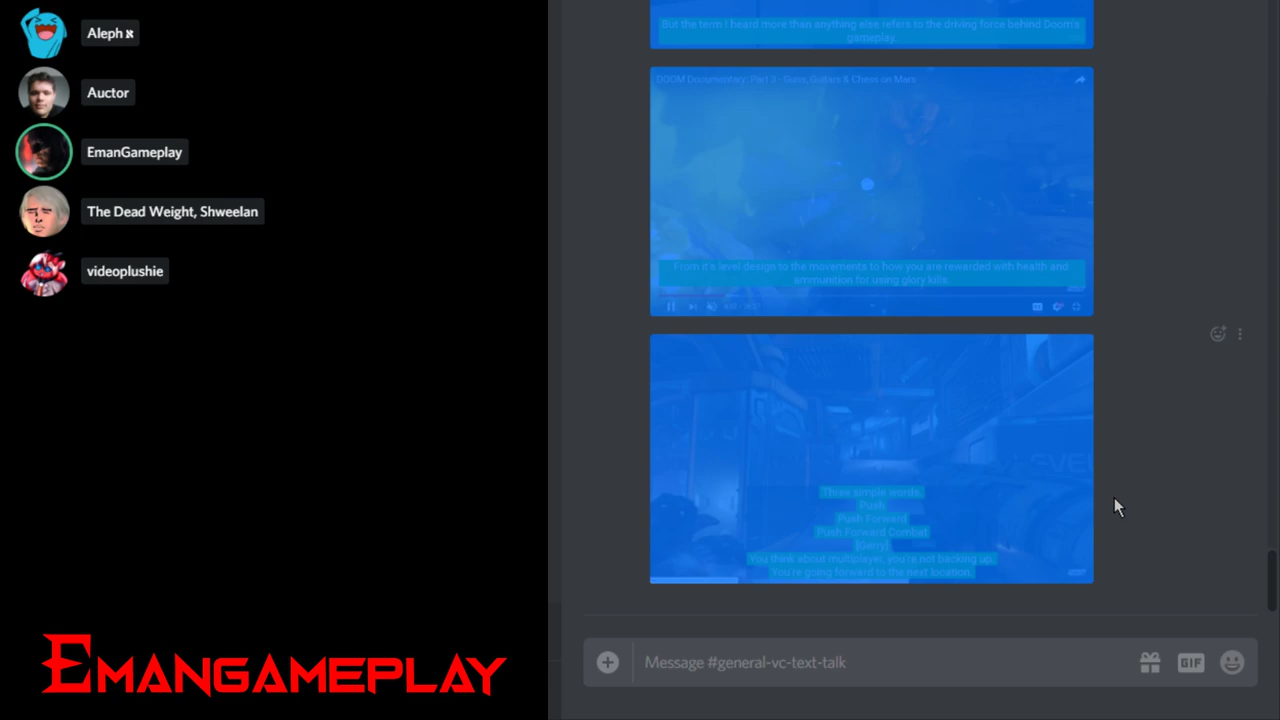 Aleph ℵ
Auctor
EmanGameplay
The Dead Weight, Shweelan
videoplushie
EMANGAMEPLAY
But the term I heard more than anything else refers to the driving force behind Doom's
gameplay.
DOOM Documentary: Part 3 - Guns, Guitars & Chess on Mars
From it's level design to the movements to how you are rewarded with health and
ammunition for using glory kills.
Three simple words.
Push
Push Forward
Push Forward Combat
[Gerry]
You think about multiplayer, you're not backing up.
You're going forward to the next location.
Message #general-vc-text-talk
GIF